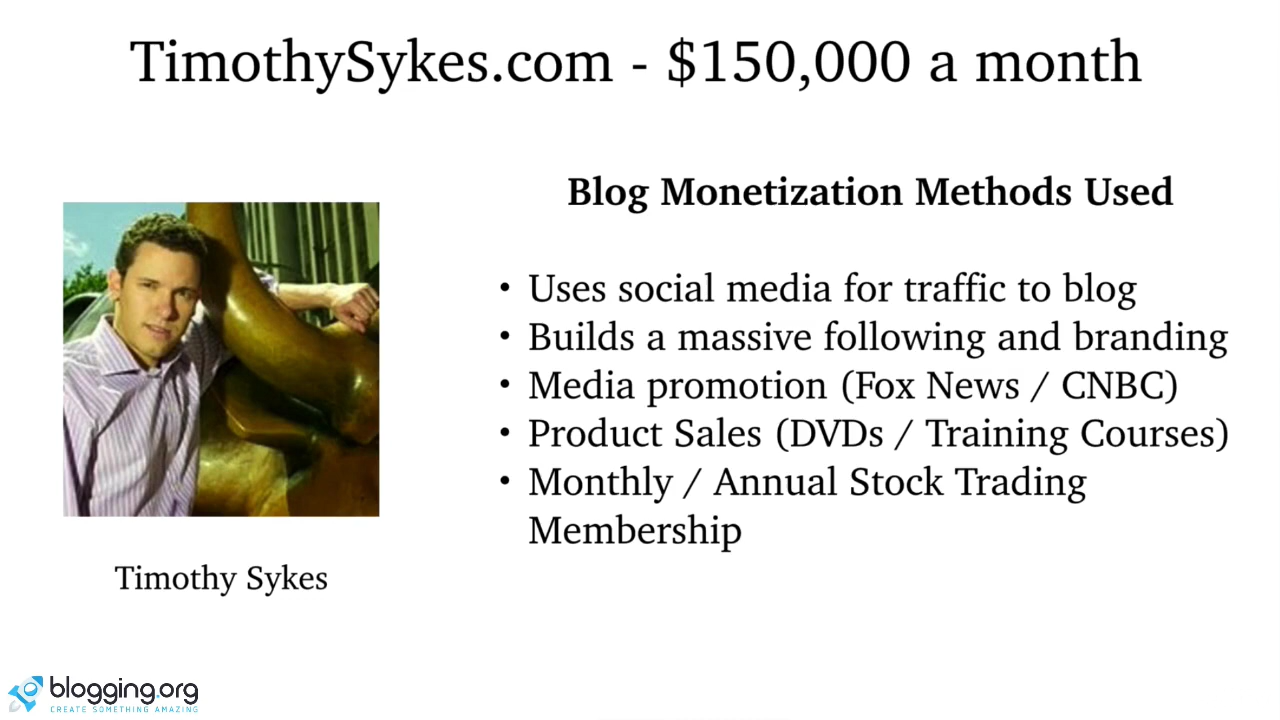 TimothySykes.com - $150,000 a month
Blog Monetization Methods Used
• Uses social media for traffic to blog
• Builds a massive following and branding
• Media promotion (Fox News / CNBC)
• Product Sales (DVDs / Training Courses)
• Monthly / Annual Stock Trading
Membership
Timothy Sykes
blogging.org
CREATE SOMETHING AMAZING